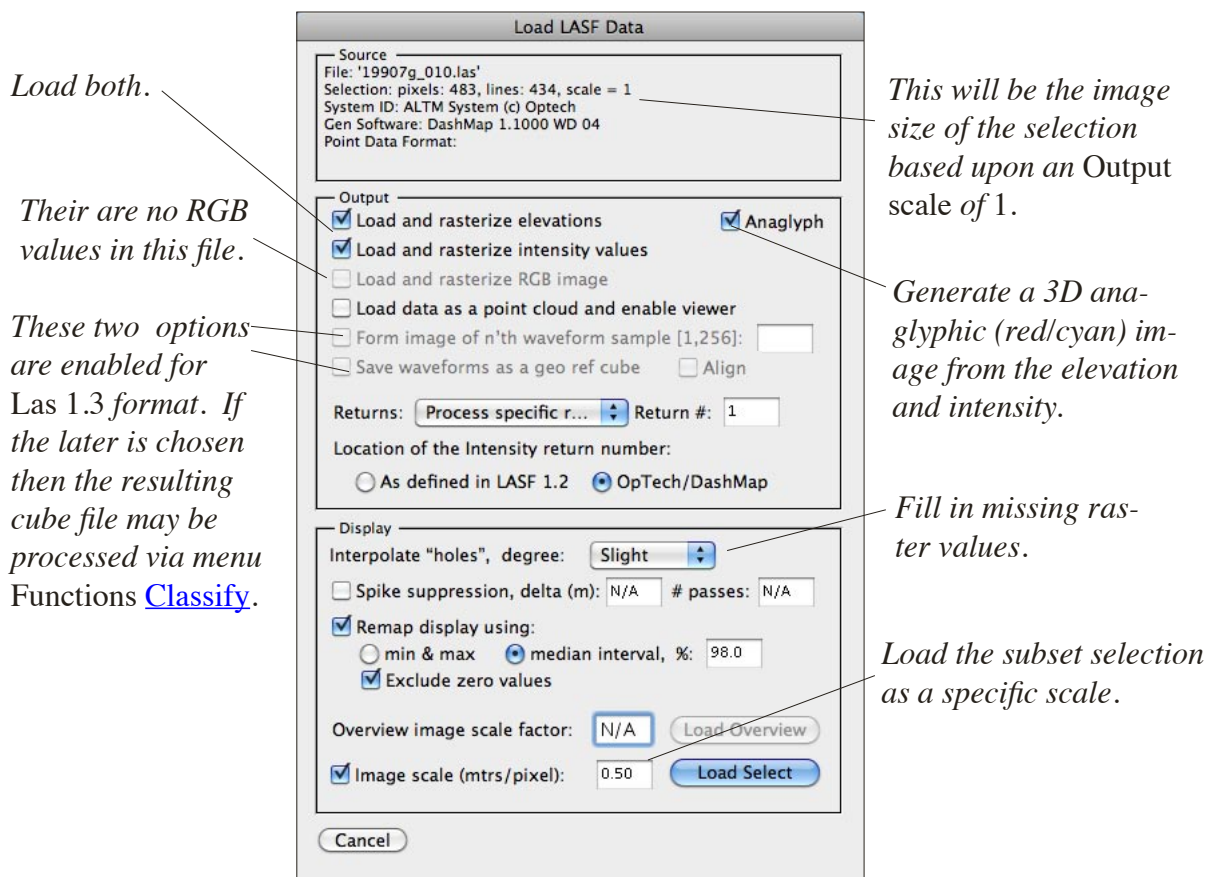 Load both.
Their are no RGB
values in this file.
These two options
are enabled for
Las 1.3 format. If
the later is chosen
then the resulting
cube file may be
processed via menu
Functions Classify.
Load LASF Data
Source
File: '19907g_010.las'
Selection: pixels: 483, lines: 434, scale = 1
System ID: ALTM System (c) Optech
Gen Software: DashMap 1.1000 WD 04
Point Data Format:
Output
Load and rasterize elevations Anaglyph
Load and rasterize intensity values
Load and rasterize RGB image
Load data as a point cloud and enable viewer
Form image of n'th waveform sample [1,256]:
Save waveforms as a geo ref cube Align
Returns: Process specific r... Return #: 1
Location of the Intensity return number:
As defined in LASF 1.2 OpTech/DashMap
Display
Interpolate “holes”, degree: Slight
Spike suppression, delta (m): N/A # passes: N/A
Remap display using:
min & max median interval, %: 98.0
Exclude zero values
Overview image scale factor: N/A Load Overview
Image scale (mtrs/pixel): 0.50 Load Select
Cancel
This will be the image
size of the selection
based upon an Output
scale of 1.
Generate a 3D ana-
glyphic (red/cyan) im-
age from the elevation
and intensity.
Fill in missing ras-
ter values.
Load the subset selection
as a specific scale.